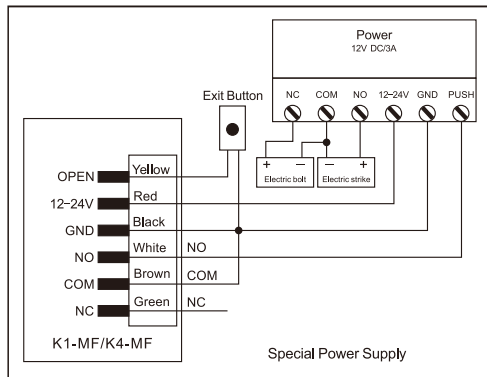 Power
12V DC/3A
NC COM NO 12–24V GND PUSH
Exit Button
+ – – +
Electric bolt Electric strike
OPEN Yellow
12–24V Red
GND Black
NO White NO
COM Brown COM
NC Green NC
K1-MF/K4-MF
Special Power Supply